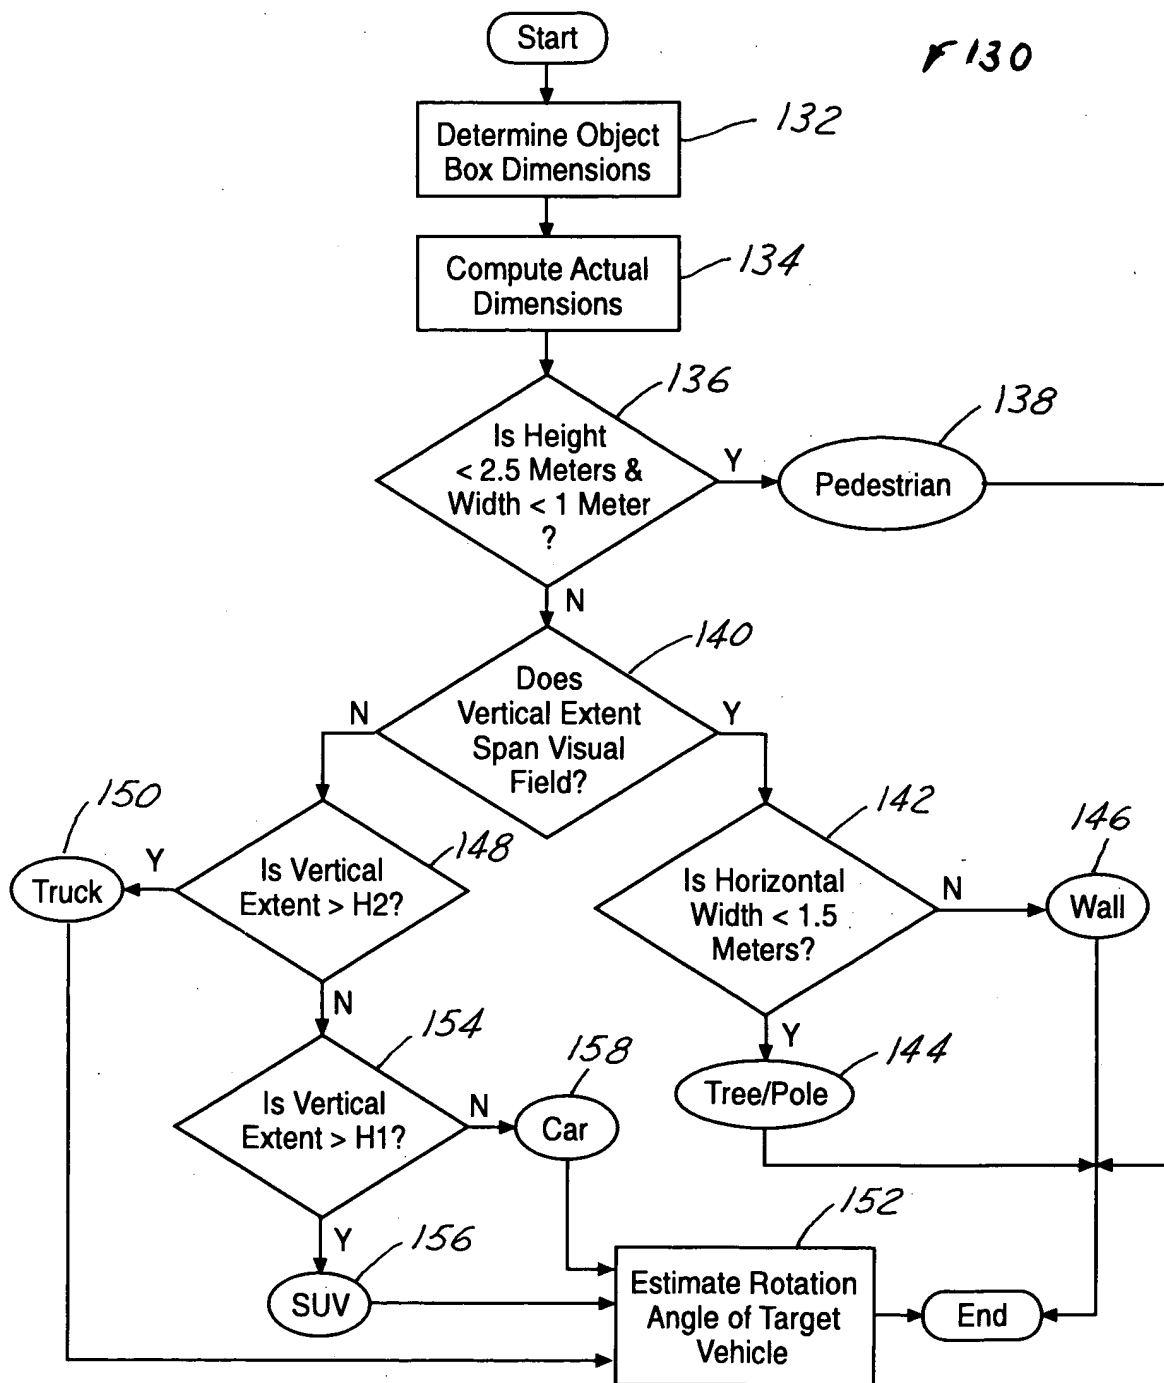 Start
F130
Determine Object
Box Dimensions
132
Compute Actual
Dimensions
134
136
Is Height
< 2.5 Meters &
Width < 1 Meter
?
Y
138
Pedestrian
N
140
Does
Vertical Extent
Span Visual
Field?
N
Y
150
Truck
Y
148
Is Vertical
Extent > H2?
142
Is Horizontal
Width < 1.5
Meters?
N
146
Wall
N
154
Is Vertical
Extent > H1?
N
158
Car
Y
144
Tree/Pole
Y
156
SUV
152
Estimate Rotation
Angle of Target
Vehicle
End